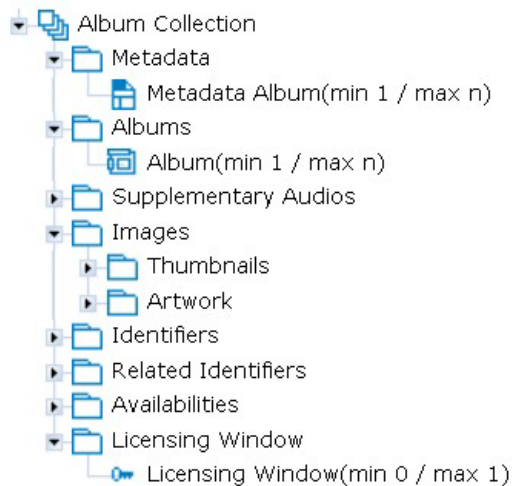 Album Collection
Metadata
Metadata Album(min 1 / max n)
Albums
Album(min 1 / max n)
Supplementary Audios
Images
Thumbnails
Artwork
Identifiers
Related Identifiers
Availabilities
Licensing Window
Licensing Window(min 0 / max 1)